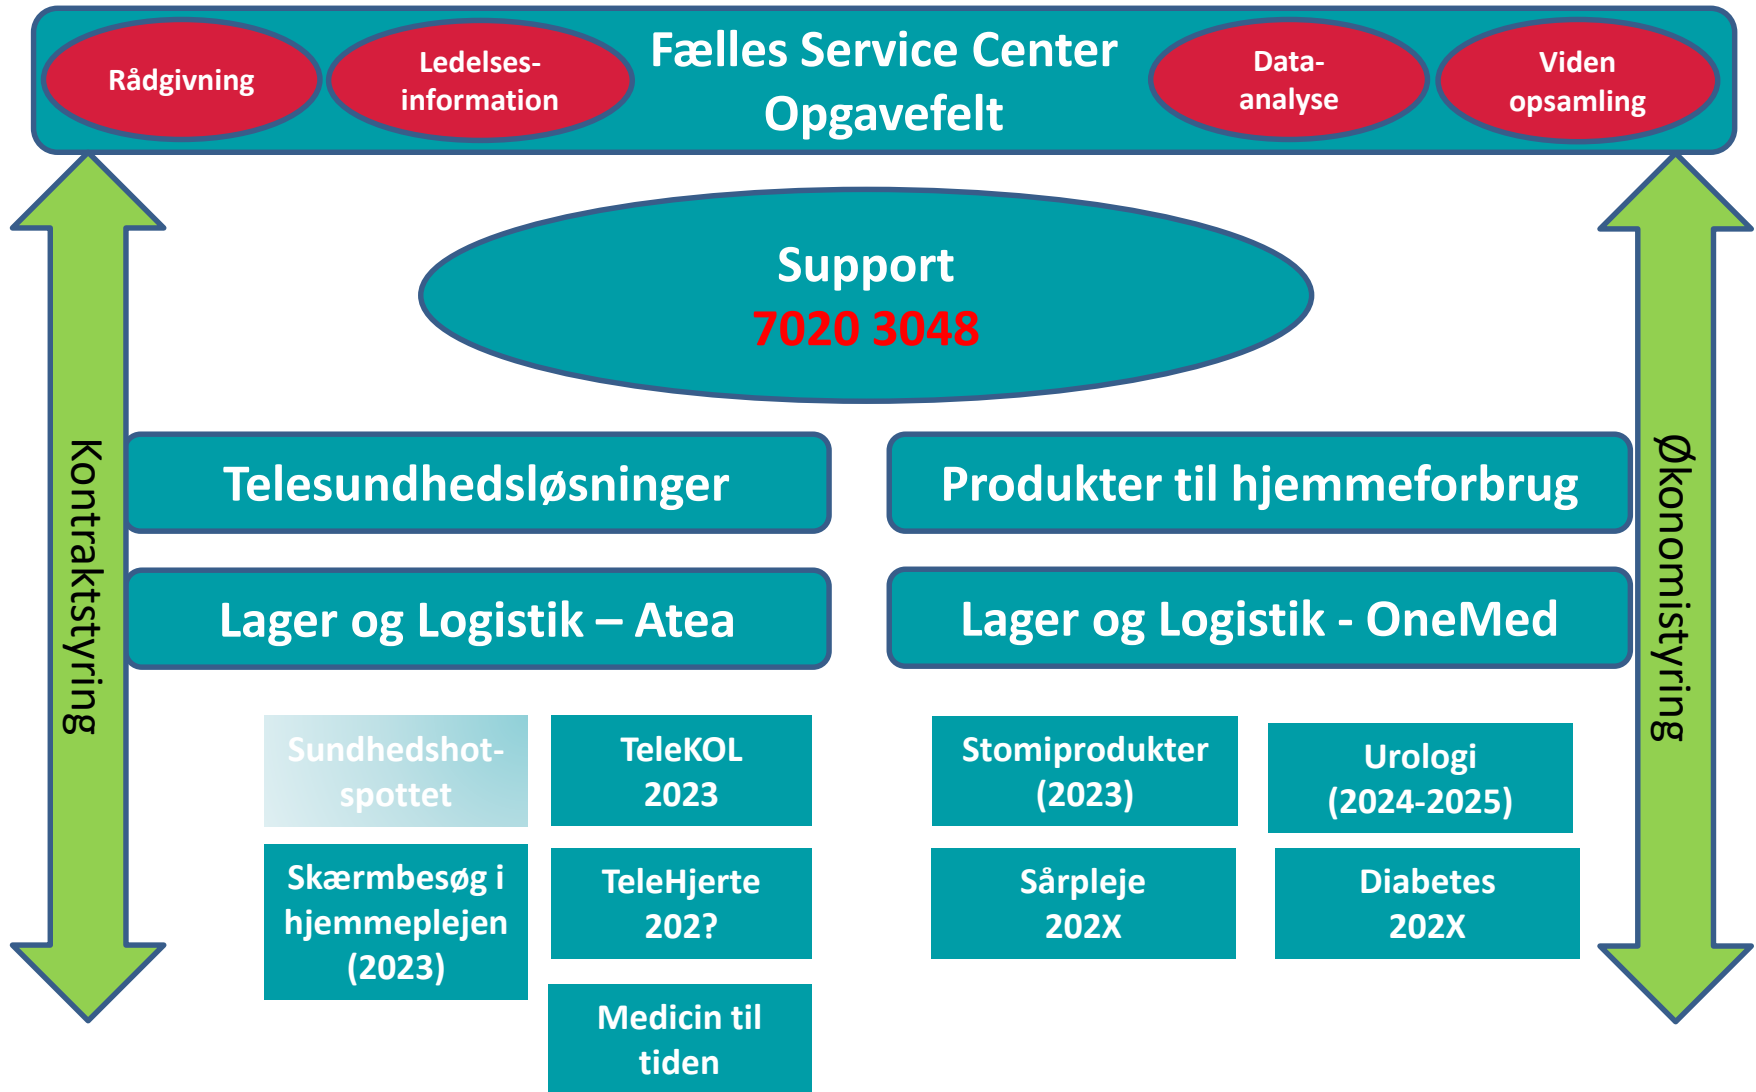 Rådgivning
Ledelses-
information
Fælles Service Center
Opgavefelt
Data-
analyse
Viden
opsamling
Support
7020 3048
Kontraktstyring
Økonomistyring
Telesundhedsløsninger
Produkter til hjemmeforbrug
Lager og Logistik – Atea
Lager og Logistik - OneMed
Sundhedshot-
spottet
TeleKOL
2023
Stomiprodukter
(2023)
Urologi
(2024-2025)
Skærmbesøg i
hjemmeplejen
(2023)
TeleHjerte
202?
Sårpleje
202X
Diabetes
202X
Medicin til
tiden